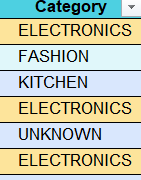 Category
ELECTRONICS
FASHION
KITCHEN
ELECTRONICS
UNKNOWN
ELECTRONICS